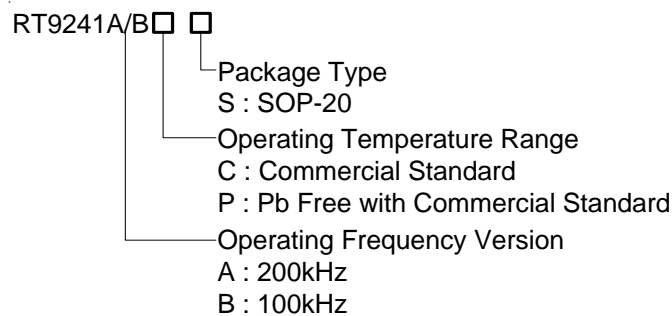 RT9241A/B□ □
Package Type
S : SOP-20
Operating Temperature Range
C : Commercial Standard
P : Pb Free with Commercial Standard
Operating Frequency Version
A : 200kHz
B : 100kHz